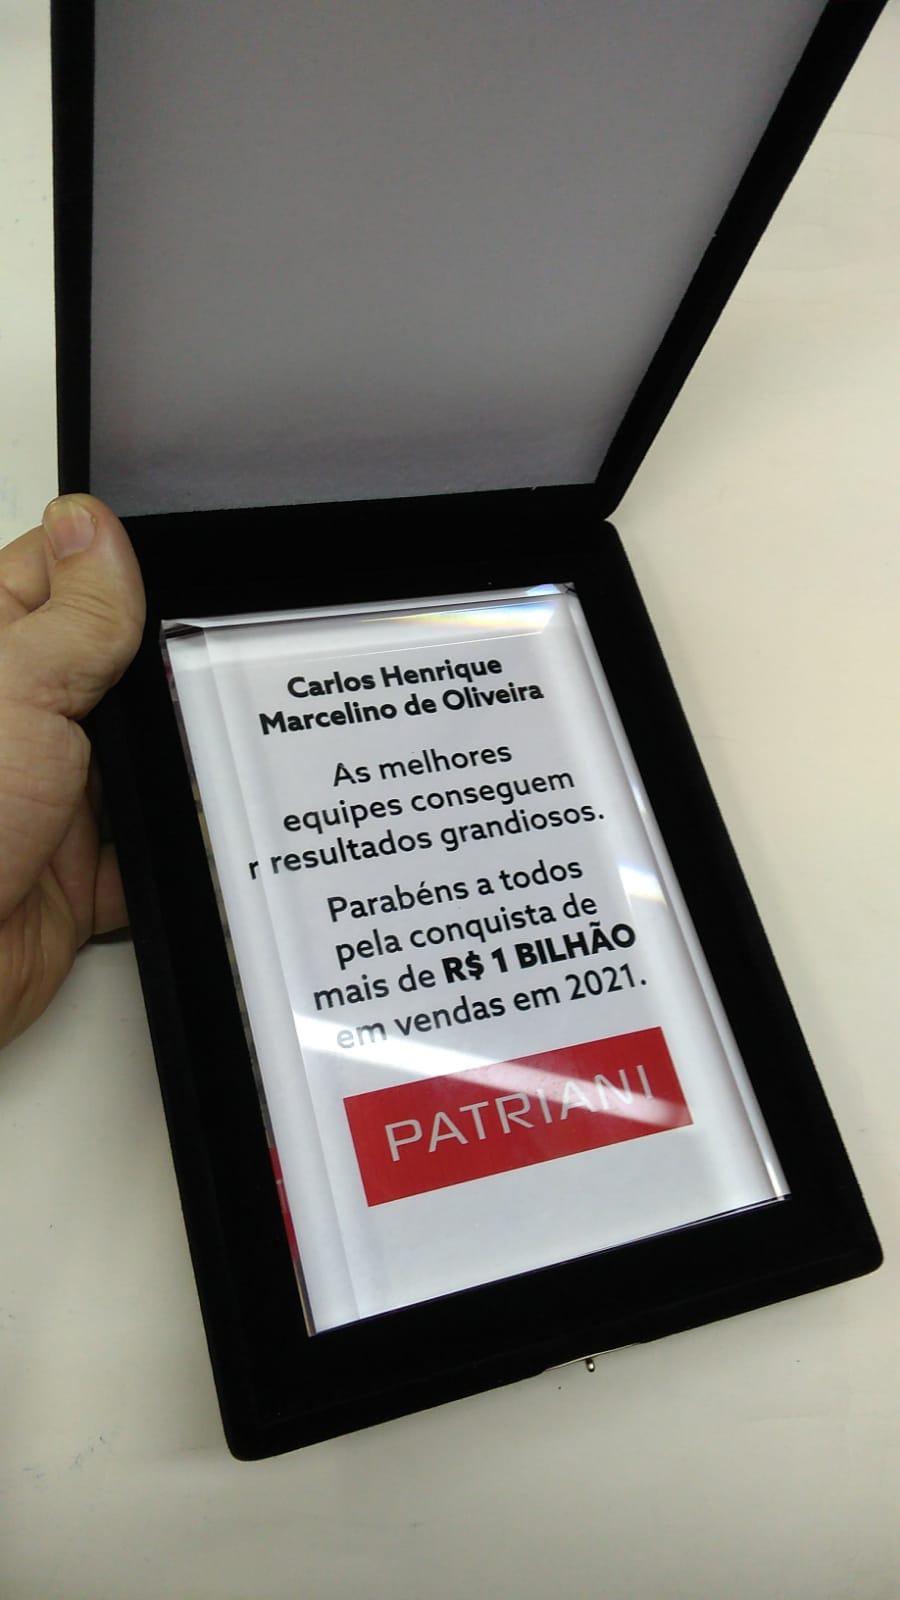 Carlos Henrique
Marcelino de Oliveira
As melhores
equipes conseguem
resultados grandiosos.
Parabéns a todos
pela conquista de
mais de R$ 1 BILHÃO
em vendas em 2021.
PATRIANI